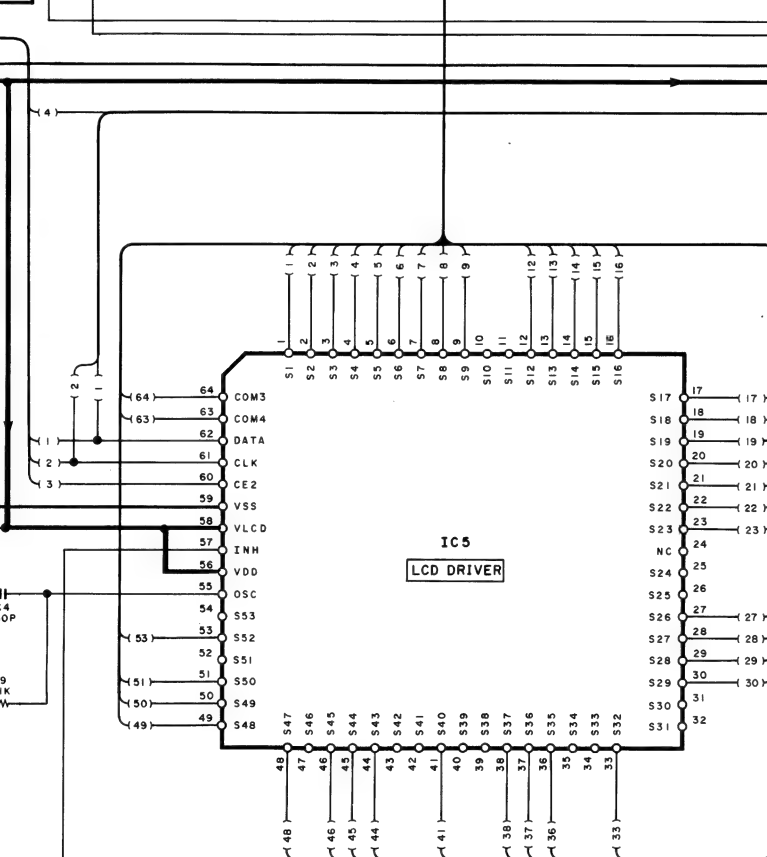 4
1 2 3 4 5 6 7 8 9 12 13 14 15 16
1 2 3 4 5 6 7 8 9 10 11 12 13 14 15 16
S1 S2 S3 S4 S5 S6 S7 S8 S9 S10 S11 S12 S13 S14 S15 S16
2 1
64 64 COM3 S17 17 17
63 63 COM4 S18 18 18
1 62 DATA S19 19 19
2 61 CLK S20 20 20
3 60 CE2 S21 21 21
59 VSS S22 22 22
58 VLCD S23 23 23
57 INH NC 24
56 VDD S24 25
55 OSC S25 26
54 S53 S26 27 27
53 53 S52 S27 28 28
52 S51 S28 29 29
51 51 S50 S29 30 30
50 50 S49 S30 31
49 49 S48 S31 32
IC5
LCD DRIVER
S47 S46 S45 S44 S43 S42 S41 S40 S39 S38 S37 S36 S35 S34 S33 S32
48 47 46 45 44 43 42 41 40 39 38 37 36 35 34 33
48 46 45 44 41 38 37 36 33
4
0P
9
1K